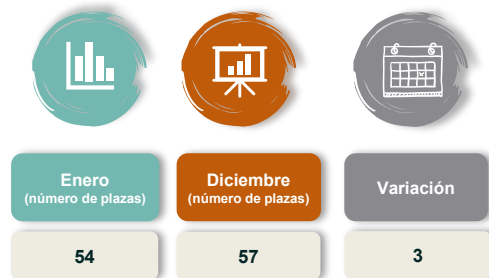 Enero
(número de plazas)
Diciembre
(número de plazas)
Variación
54
57
3